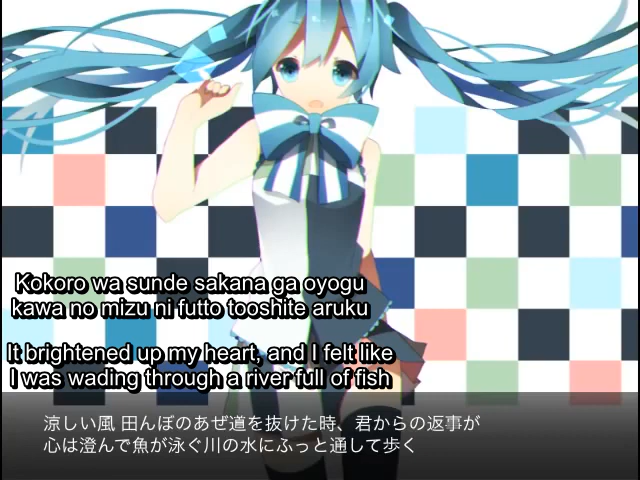 Kokoro wa sunde sakana ga oyogu
kawa no mizu ni futto tooshite aruku
It brightened up my heart, and I felt like
I was wading through a river full of fish
涼しい風 田んぼのあぜ道を抜けた時、君からの返事が
心は澄んで魚が泳ぐ川の水にふっと通して歩く